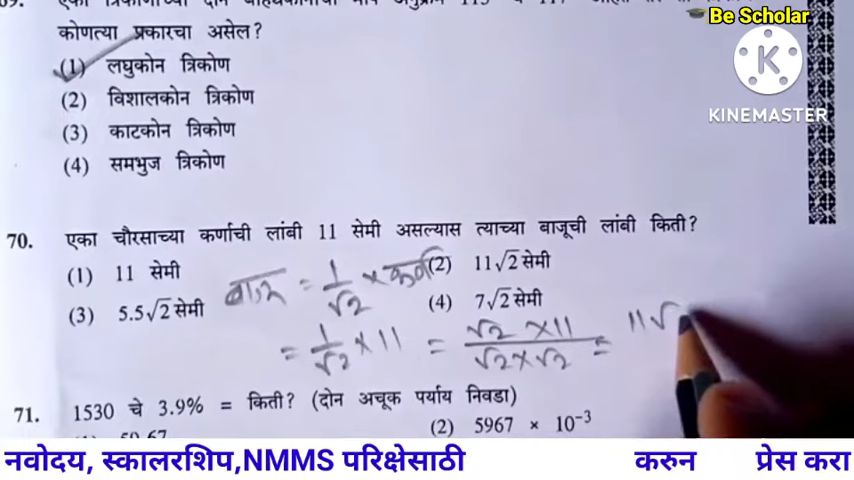 Be Scholar
कोणत्या प्रकारचा असेल?
(1) लघुकोन त्रिकोण
(2) विशालकोन त्रिकोण
(3) काटकोन त्रिकोण
(4) समभुज त्रिकोण
KINEMASTER
70. एका चौरसाच्या कर्णाची लांबी 11 सेमी असल्यास त्याच्या बाजूची लांबी किती?
(1) 11 सेमी (2) 11√2 सेमी
(3) 5.5√2 सेमी (4) 7√2 सेमी
बाजू = 1/√2 × कर्ण
= 1/√2 × 11 = √2 × 11 / √2 × √2 = 11√
71. 1530 चे 3.9% = किती? (दोन अचूक पर्याय निवडा)
(2) 5967 × 10⁻³
नवोदय, स्कालरशिप,NMMS परिक्षेसाठी करुन प्रेस करा